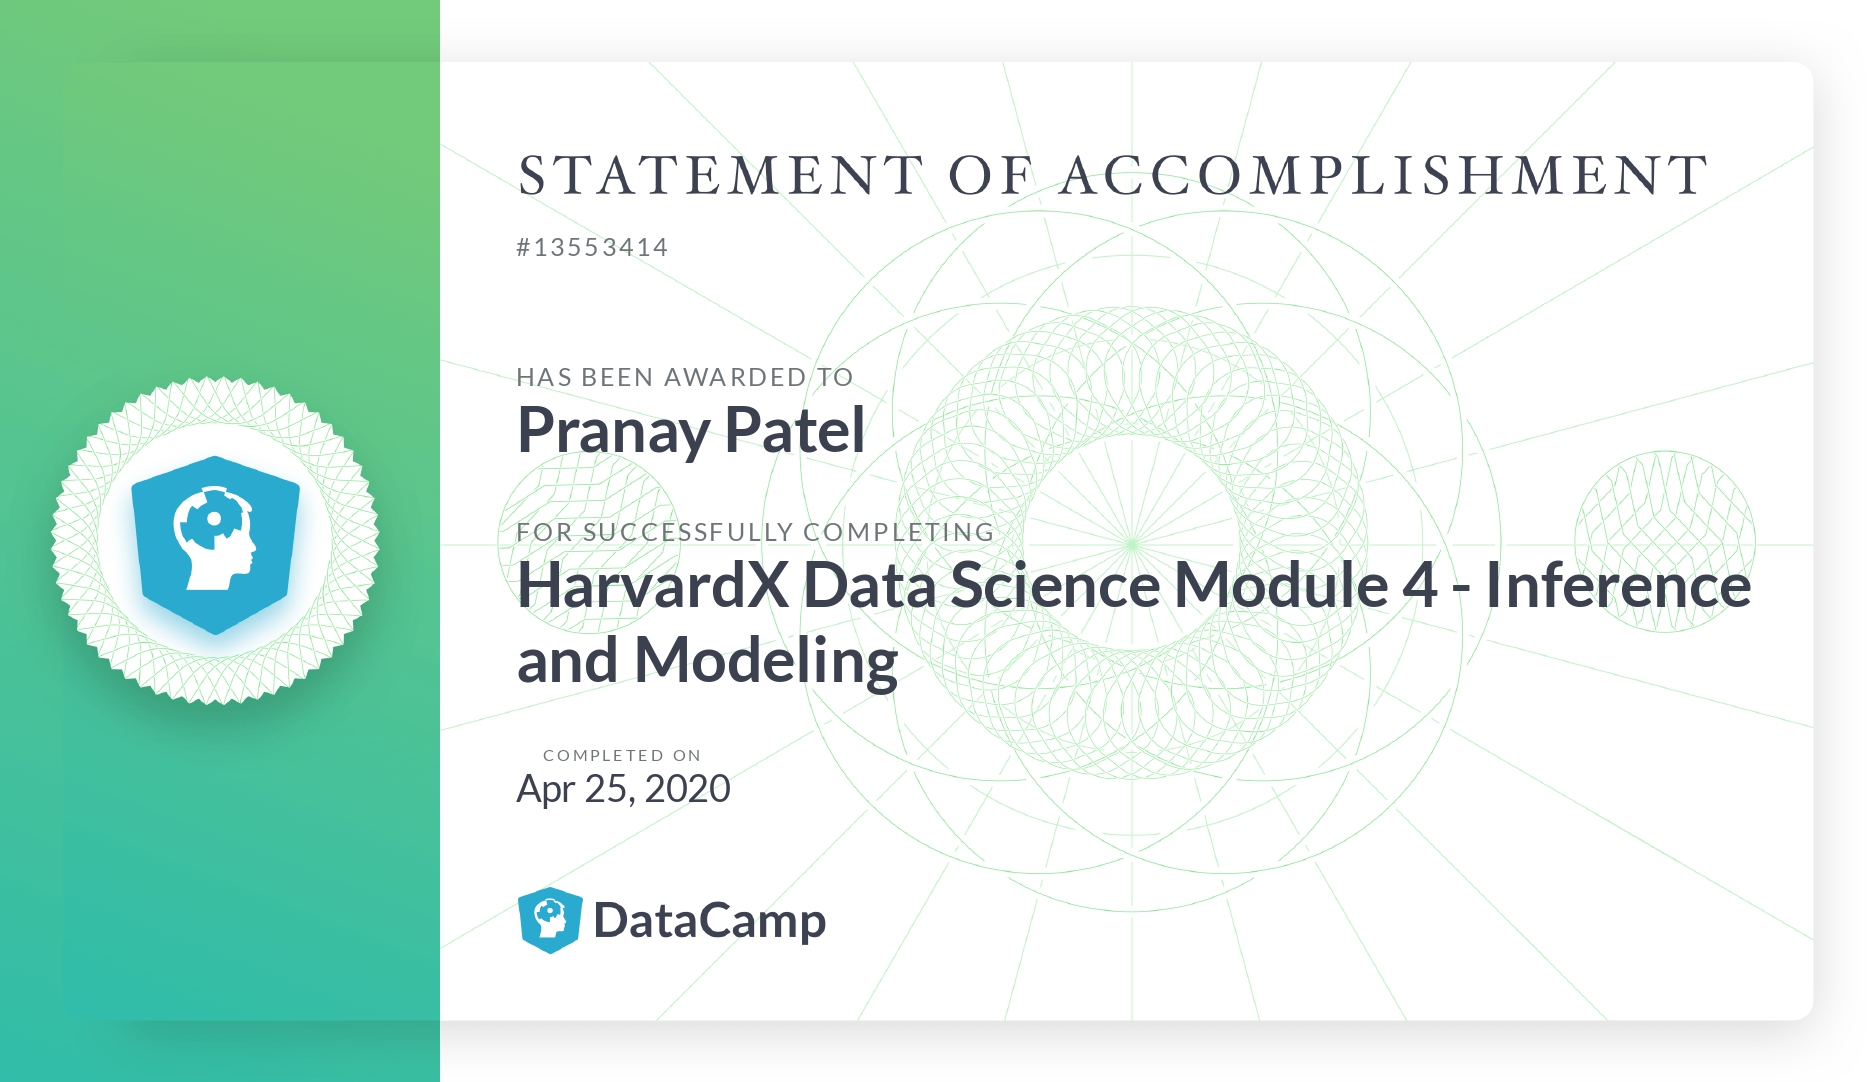 STATEMENT OF ACCOMPLISHMENT
#13553414
HAS BEEN AWARDED TO
Pranay Patel
FOR SUCCESSFULLY COMPLETING
HarvardX Data Science Module 4 - Inference
and Modeling
COMPLETED ON
Apr 25, 2020
DataCamp